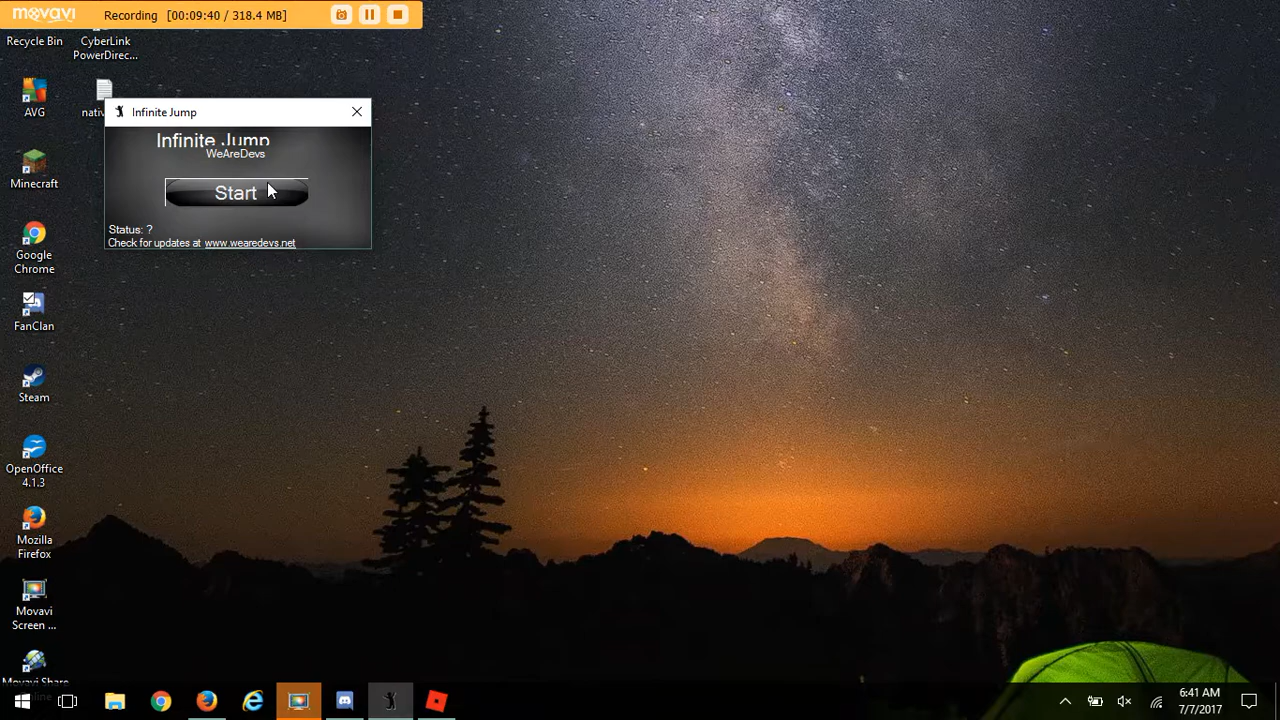 movavi
Recording [00:09:40 / 318.4 MB]
Recycle Bin
CyberLink
PowerDirec...
AVG
Infinite Jump
Infinite Jump
WeAreDevs
Start
Status: ?
Check for updates at www.wearedevs.net
Minecraft
Google
Chrome
FanClan
Steam
OpenOffice
4.1.3
Mozilla
Firefox
Movavi
Screen ...
Movavi Share
6:41 AM
7/7/2017